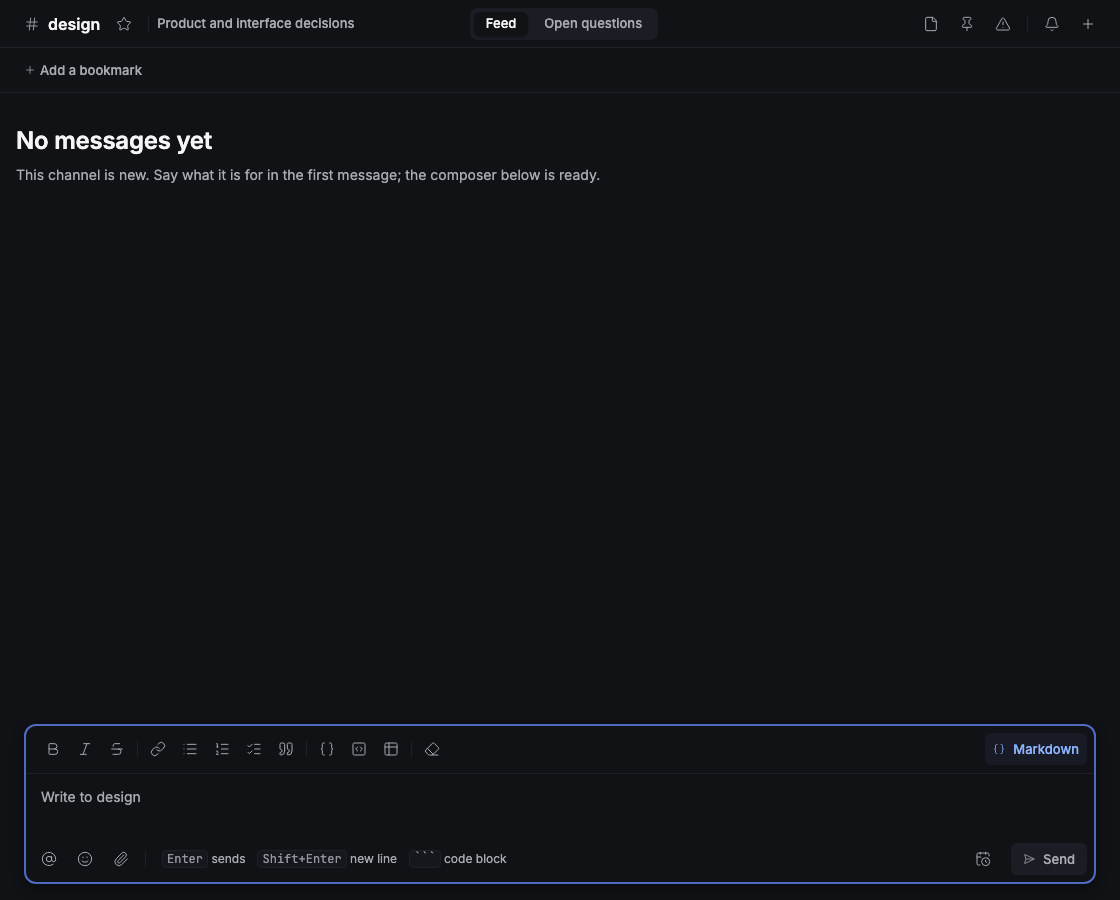 # design
Product and interface decisions
Feed
Open questions
+ Add a bookmark
No messages yet
This channel is new. Say what it is for in the first message; the composer below is ready.
Markdown
Write to design
Enter sends Shift+Enter new line ``` code block
Send